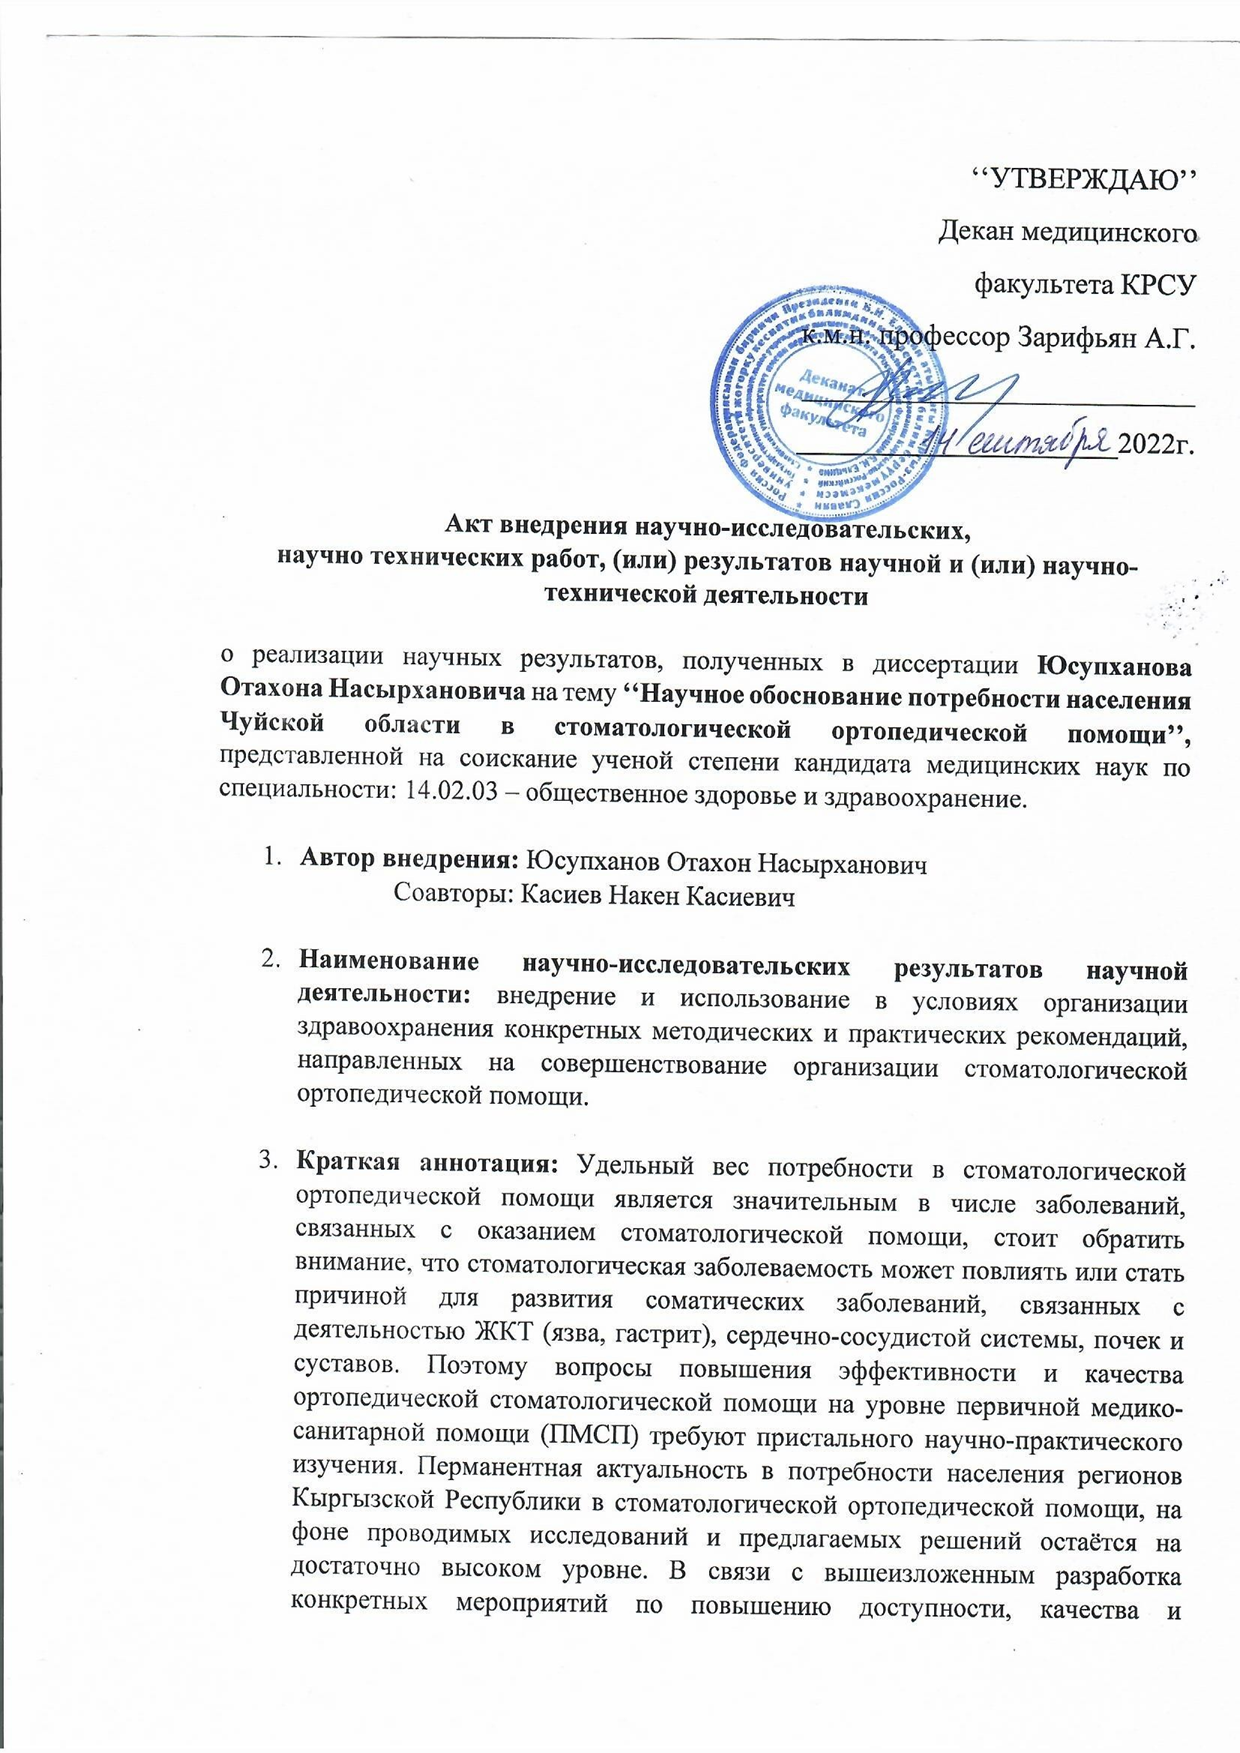 ‘‘УТВЕРЖДАЮ’’
Декан медицинского
факультета КРСУ
к.м.н. профессор Зарифьян А.Г.
Деканат
медицинского
факультета
14 сентября 2022г.
Акт внедрения научно-исследовательских,
научно технических работ, (или) результатов научной и (или) научно-
технической деятельности
о реализации научных результатов, полученных в диссертации Юсупханова
Отахона Насырхановича на тему ‘‘Научное обоснование потребности населения
Чуйской области в стоматологической ортопедической помощи’’,
представленной на соискание ученой степени кандидата медицинских наук по
специальности: 14.02.03 – общественное здоровье и здравоохранение.
1. Автор внедрения: Юсупханов Отахон Насырханович
Соавторы: Касиев Накен Касиевич
2. Наименование научно-исследовательских результатов научной
деятельности: внедрение и использование в условиях организации
здравоохранения конкретных методических и практических рекомендаций,
направленных на совершенствование организации стоматологической
ортопедической помощи.
3. Краткая аннотация: Удельный вес потребности в стоматологической
ортопедической помощи является значительным в числе заболеваний,
связанных с оказанием стоматологической помощи, стоит обратить
внимание, что стоматологическая заболеваемость может повлиять или стать
причиной для развития соматических заболеваний, связанных с
деятельностью ЖКТ (язва, гастрит), сердечно-сосудистой системы, почек и
суставов. Поэтому вопросы повышения эффективности и качества
ортопедической стоматологической помощи на уровне первичной медико-
санитарной помощи (ПМСП) требуют пристального научно-практического
изучения. Перманентная актуальность в потребности населения регионов
Кыргызской Республики в стоматологической ортопедической помощи, на
фоне проводимых исследований и предлагаемых решений остаётся на
достаточно высоком уровне. В связи с вышеизложенным разработка
конкретных мероприятий по повышению доступности, качества и